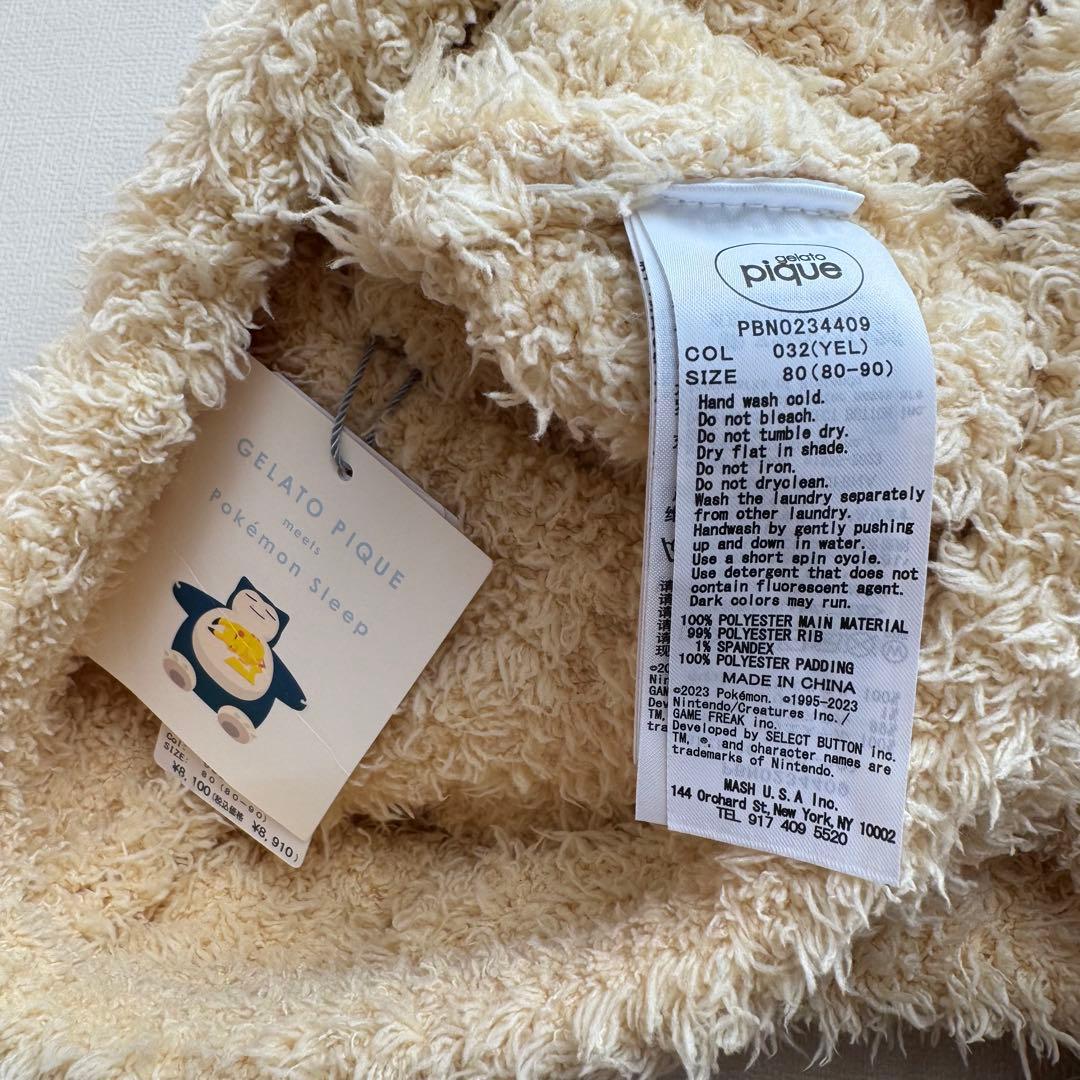 GELATO PIQUE
meets
Pokémon Sleep
SIZE:
80 (80-90)
gelato
pique
PBN0234409
COL 032(YEL)
SIZE 80(80-90)
Hand wash cold.
Do not bleach.
Do not tumble dry.
Dry flat in shade.
Do not iron.
Do not dryclean.
Wash the laundry separately
from other laundry.
Handwash by gently pushing
up and down in water.
Use a short spin cycle.
Use detergent that does not
contain fluorescent agent.
Dark colors may run.
100% POLYESTER MAIN MATERIAL
99% POLYESTER RIB
1% SPANDEX
100% POLYESTER PADDING
MADE IN CHINA
©2023 Pokémon. ©1995-2023
Nintendo/Creatures Inc./
GAME FREAK inc.
Developed by SELECT BUTTON inc.
TM, ®, and character names are
trademarks of Nintendo.
MASH U.S.A Inc.
144 Orchard St, New York, NY 10002
TEL 917 409 5520